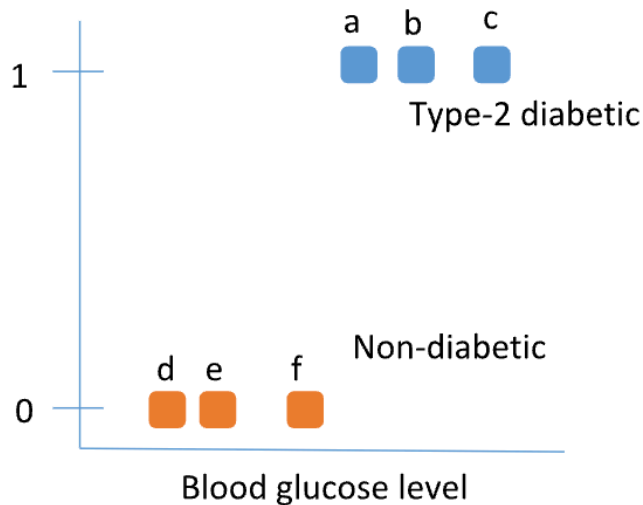 a b c
1
Type-2 diabetic
Non-diabetic
d e f
0
Blood glucose level